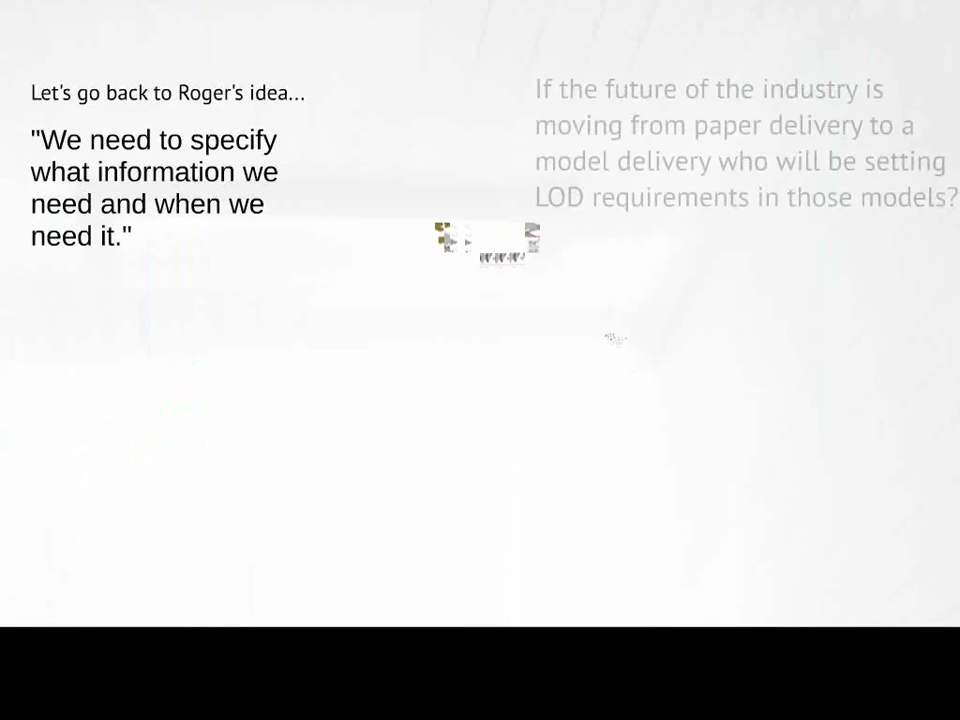 Let's go back to Roger's idea...
"We need to specify
what information we
need and when we
need it."
If the future of the industry is
moving from paper delivery to a
model delivery who will be setting
LOD requirements in those models?